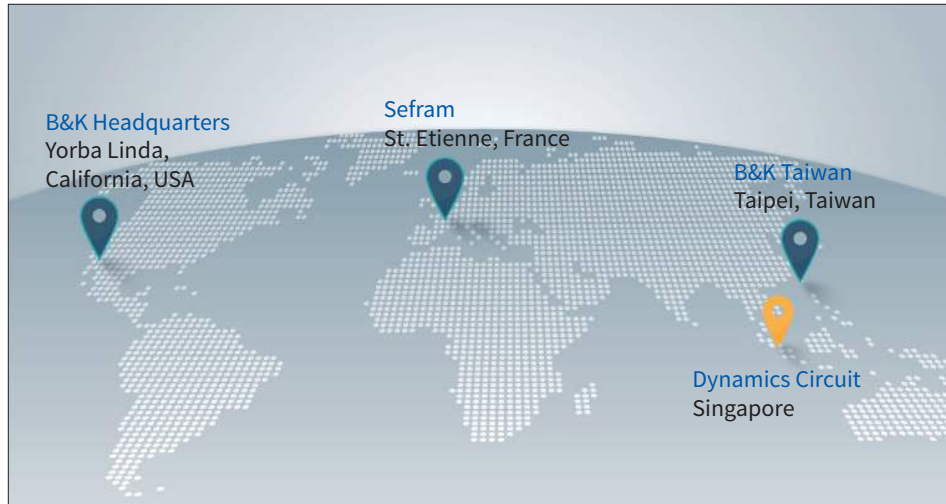 B&K Headquarters
Yorba Linda,
California, USA
Sefram
St. Etienne, France
B&K Taiwan
Taipei, Taiwan
Dynamics Circuit
Singapore